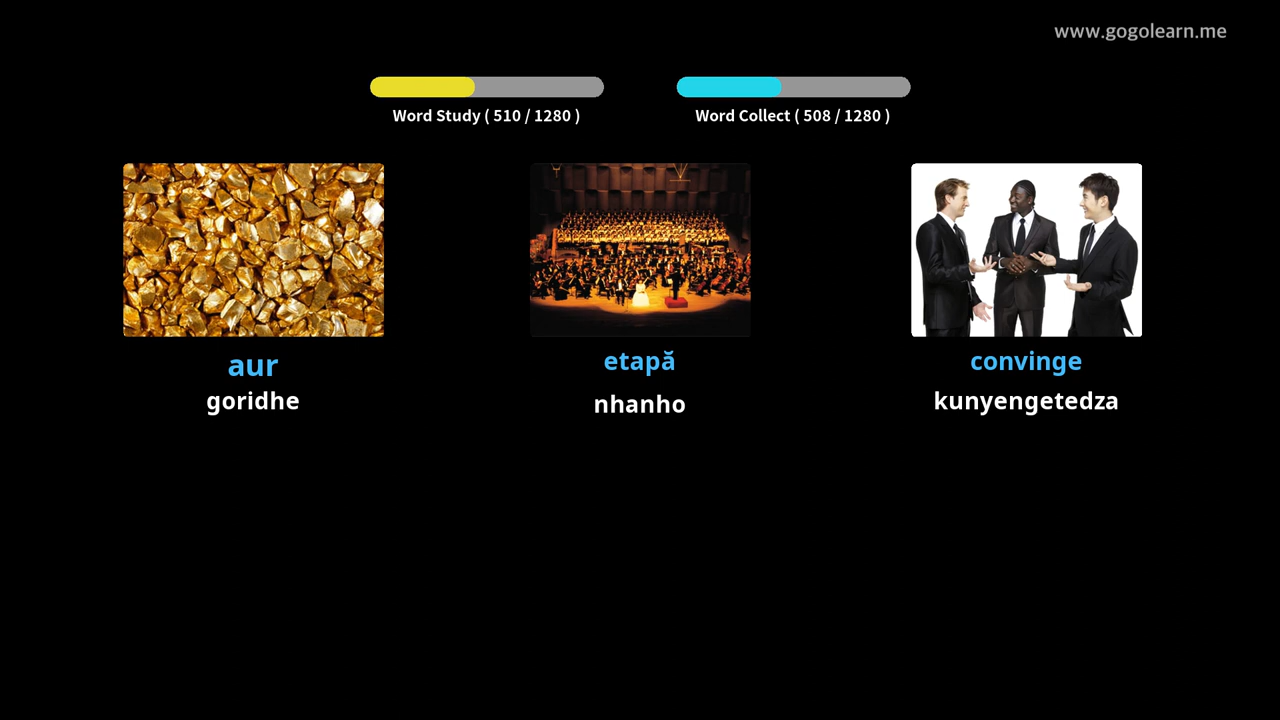 www.gogolearn.me
Word Study ( 510 / 1280 )
Word Collect ( 508 / 1280 )
aur
goridhe
etapă
nhanho
convinge
kunyengetedza